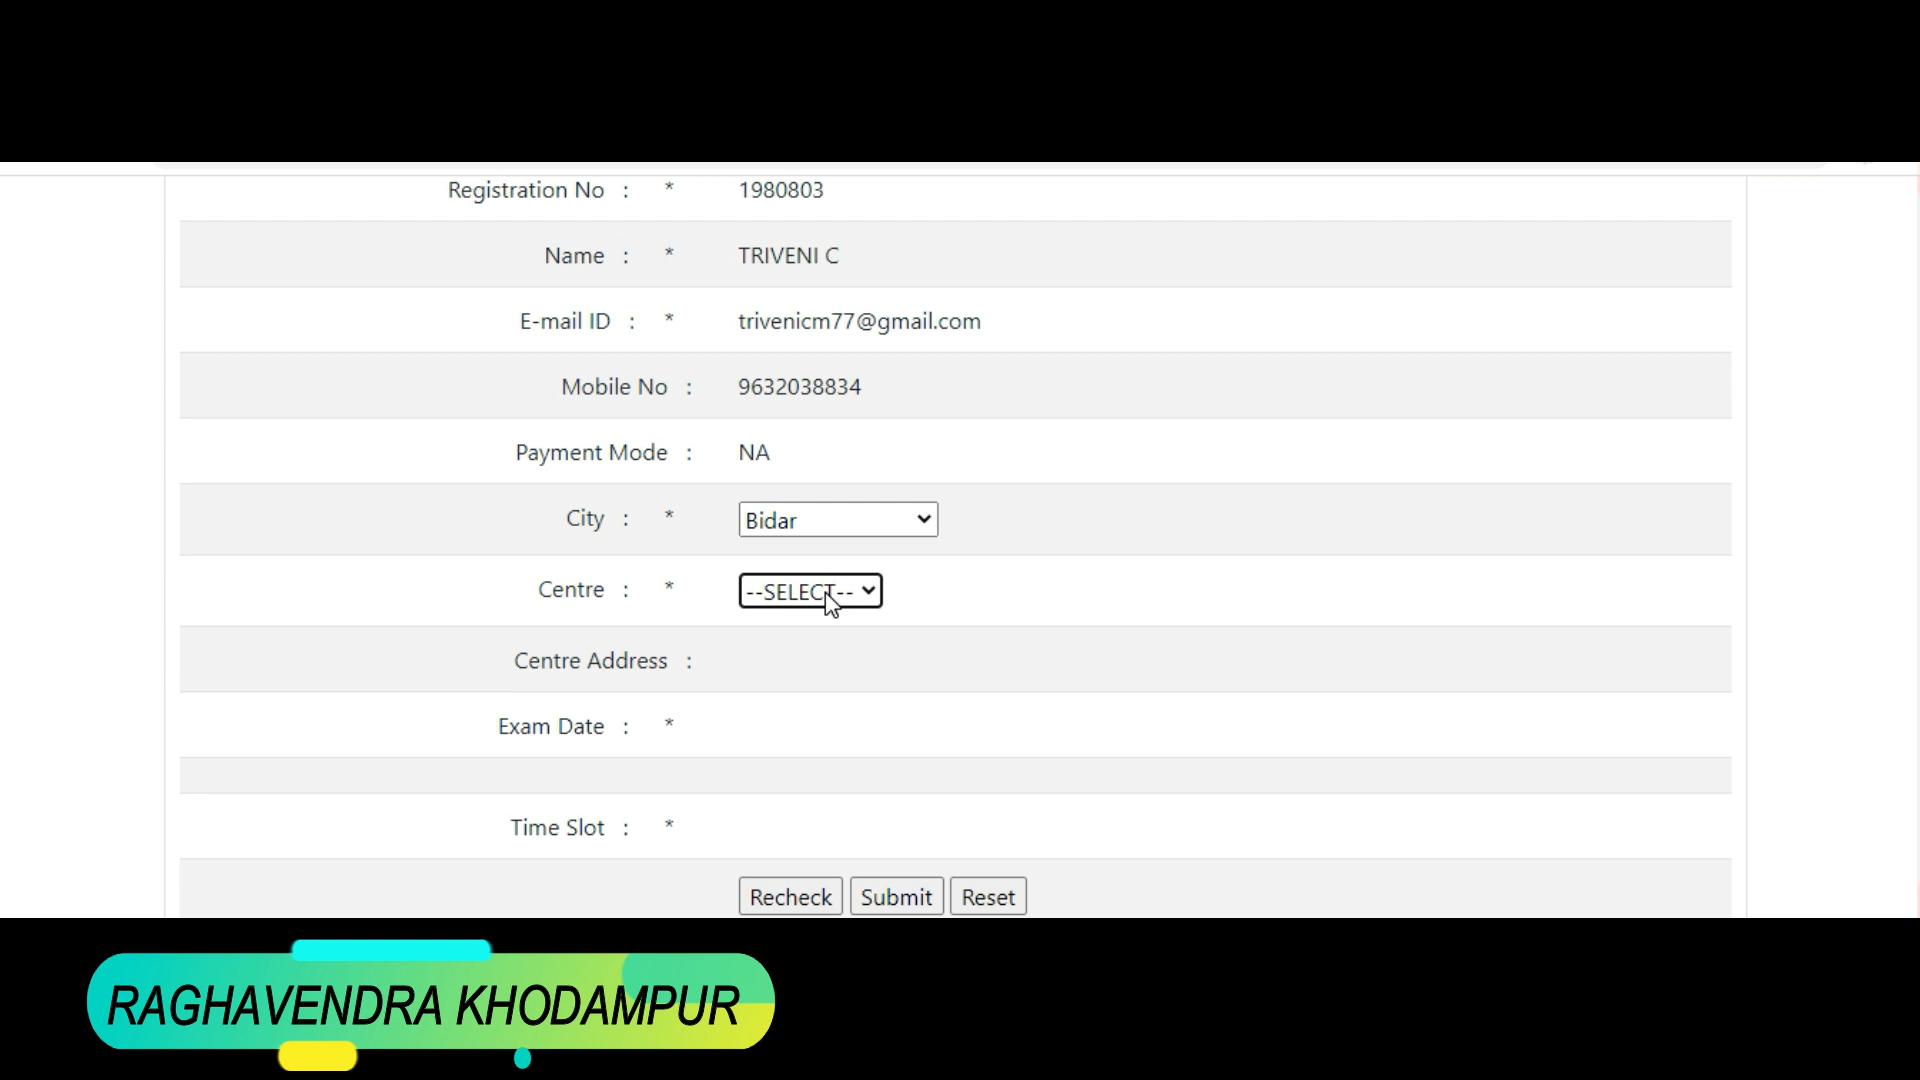 Registration No : * 1980803
Name : * TRIVENI C
E-mail ID : * trivenicm77@gmail.com
Mobile No : 9632038834
Payment Mode : NA
City : * Bidar
Centre : * --SELECT--
Centre Address :
Exam Date : *
Time Slot : *
Recheck Submit Reset
RAGHAVENDRA KHODAMPUR